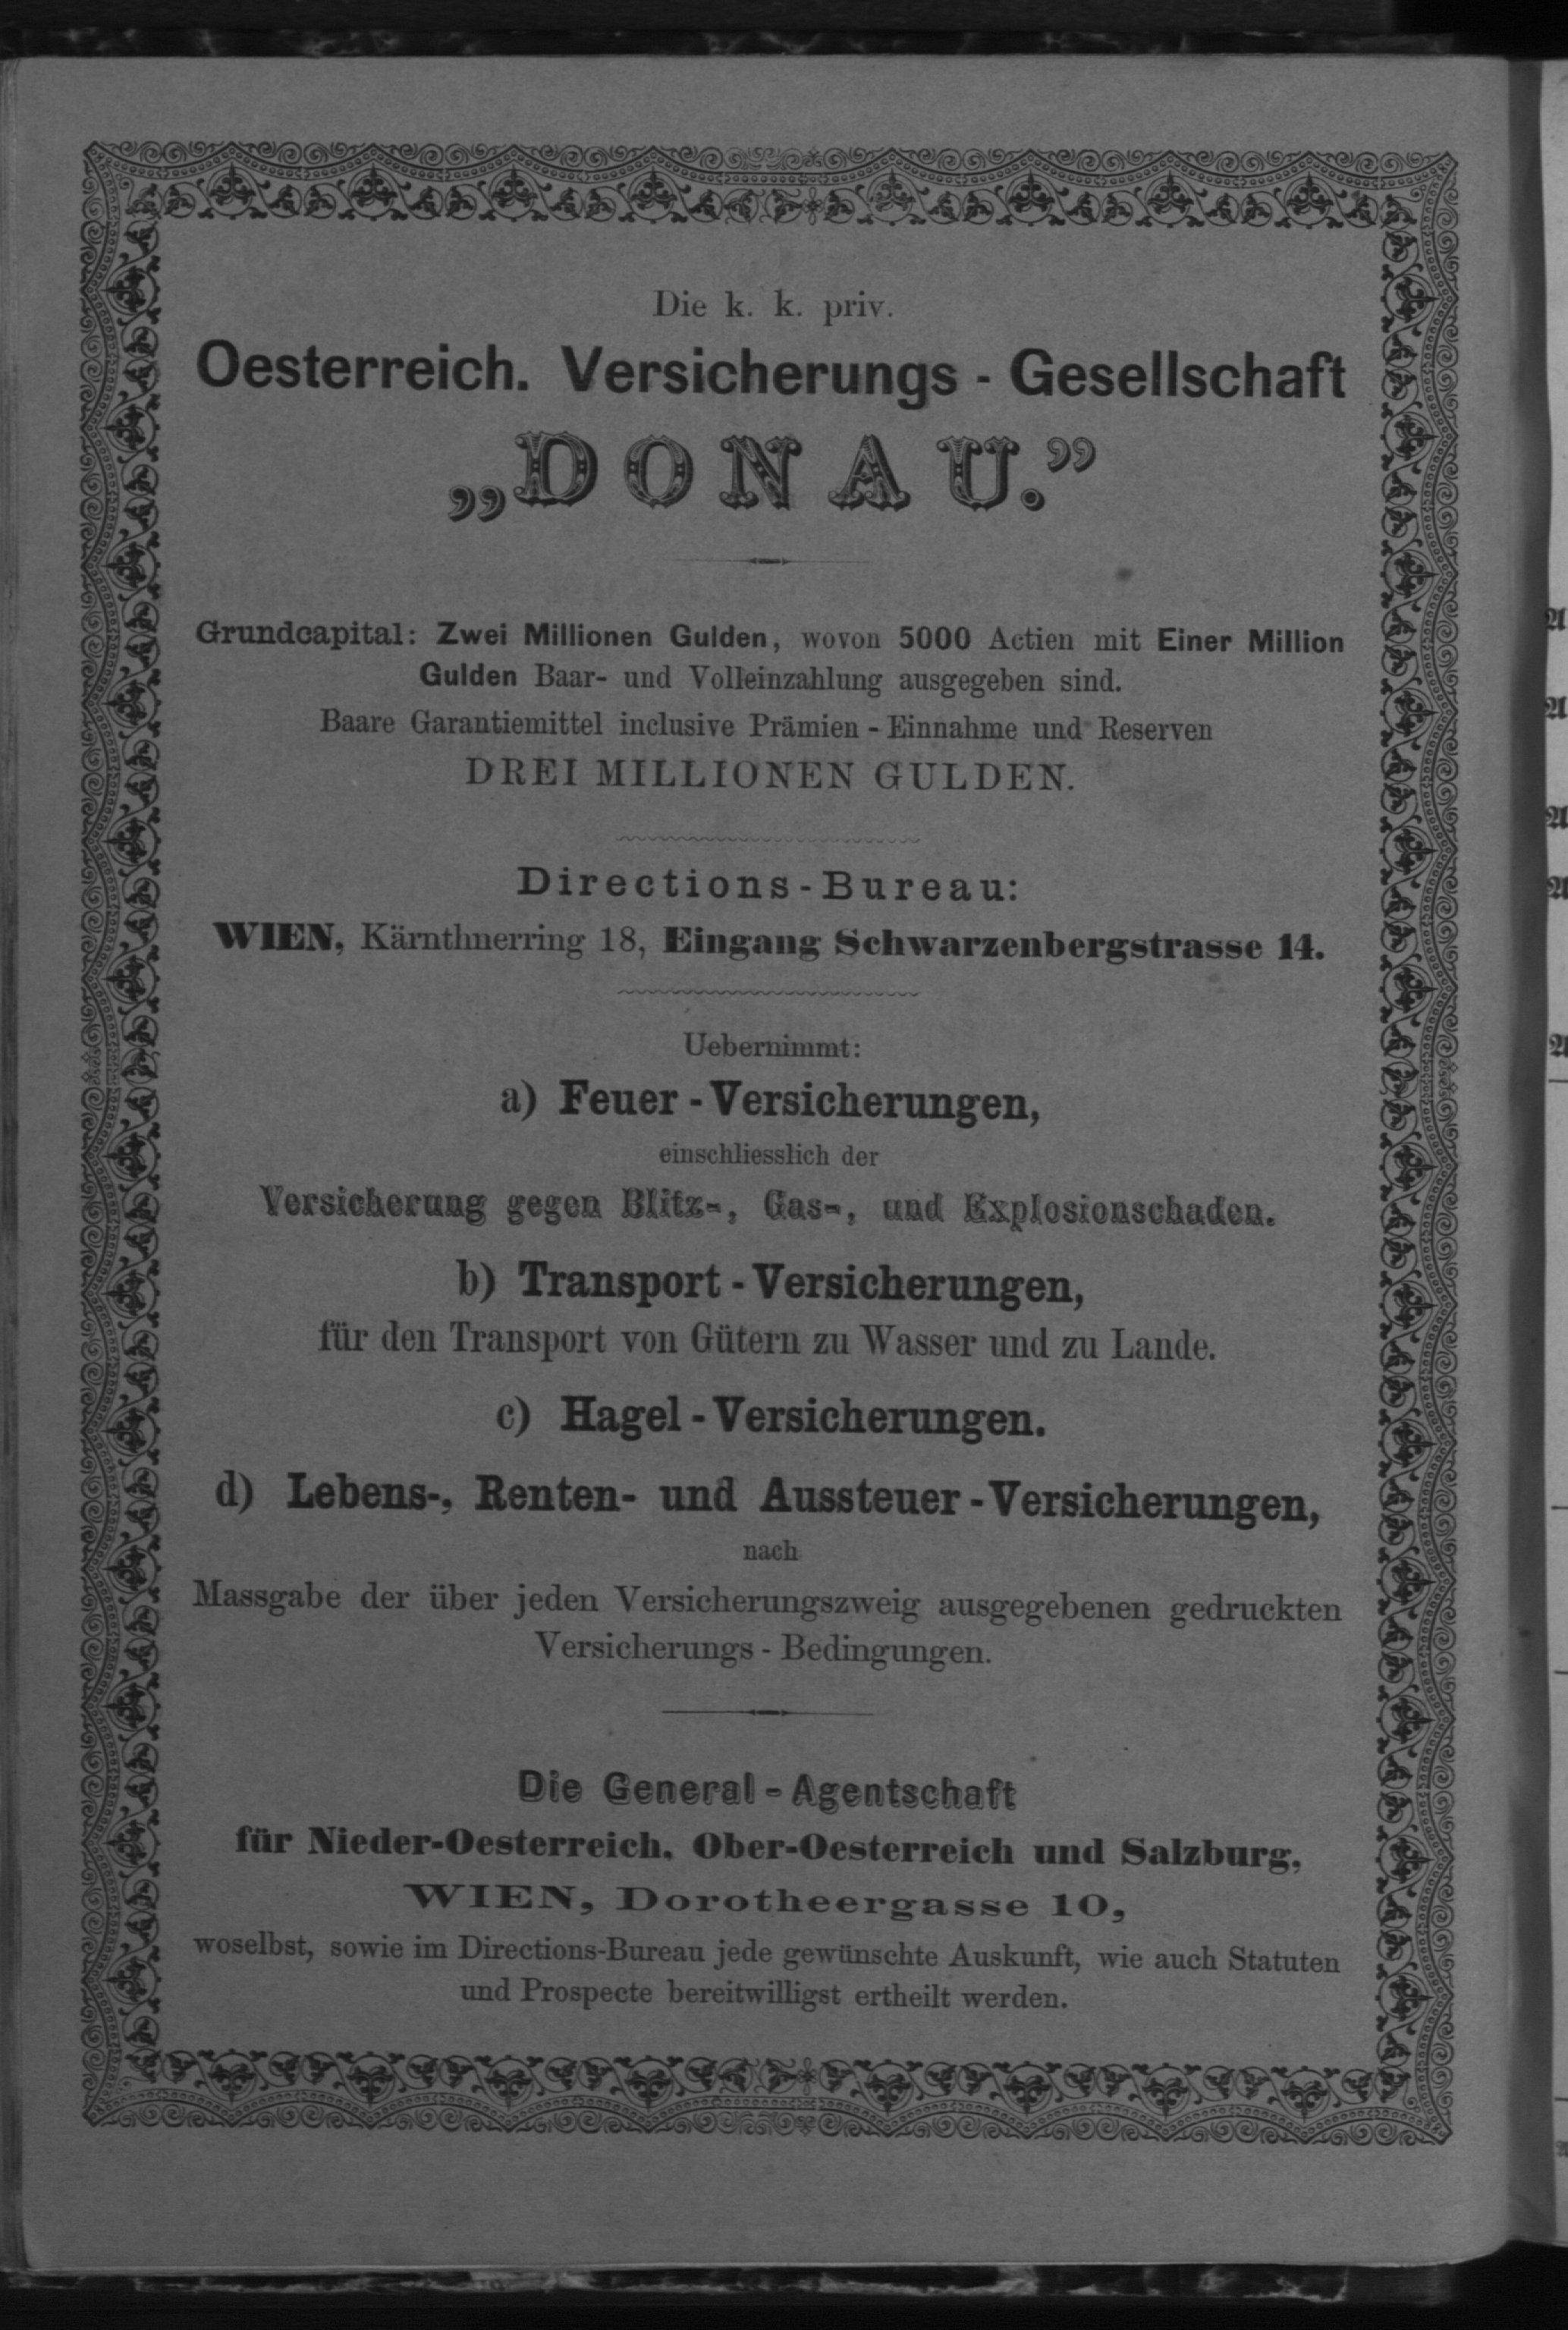 Die k. k. priv.
Oesterreich. Versicherungs - Gesellschaft
„DONAU.”
Grundcapital: Zwei Millionen Gulden, wovon 5000 Actien mit Einer Million
Gulden Baar- und Volleinzahlung ausgegeben sind.
Baare Garantiemittel inclusive Prämien - Einnahme und Reserven
DREI MILLIONEN GULDEN.
Directions-Bureau:
WIEN, Kärnthnerring 18, Eingang Schwarzenbergstrasse 14.
Uebernimmt:
a) Feuer - Versicherungen,
einschliesslich der
Versicherung gegen Blitz-, Gas-, und Explosionschaden.
b) Transport - Versicherungen,
für den Transport von Gütern zu Wasser und zu Lande.
c) Hagel - Versicherungen.
d) Lebens-, Renten- und Aussteuer - Versicherungen,
nach
Massgabe der über jeden Versicherungszweig ausgegebenen gedruckten
Versicherungs - Bedingungen.
Die General - Agentschaft
für Nieder-Oesterreich, Ober-Oesterreich und Salzburg,
WIEN, Dorotheergasse 10,
woselbst, sowie im Directions-Bureau jede gewünschte Auskunft, wie auch Statuten
und Prospecte bereitwilligst ertheilt werden.